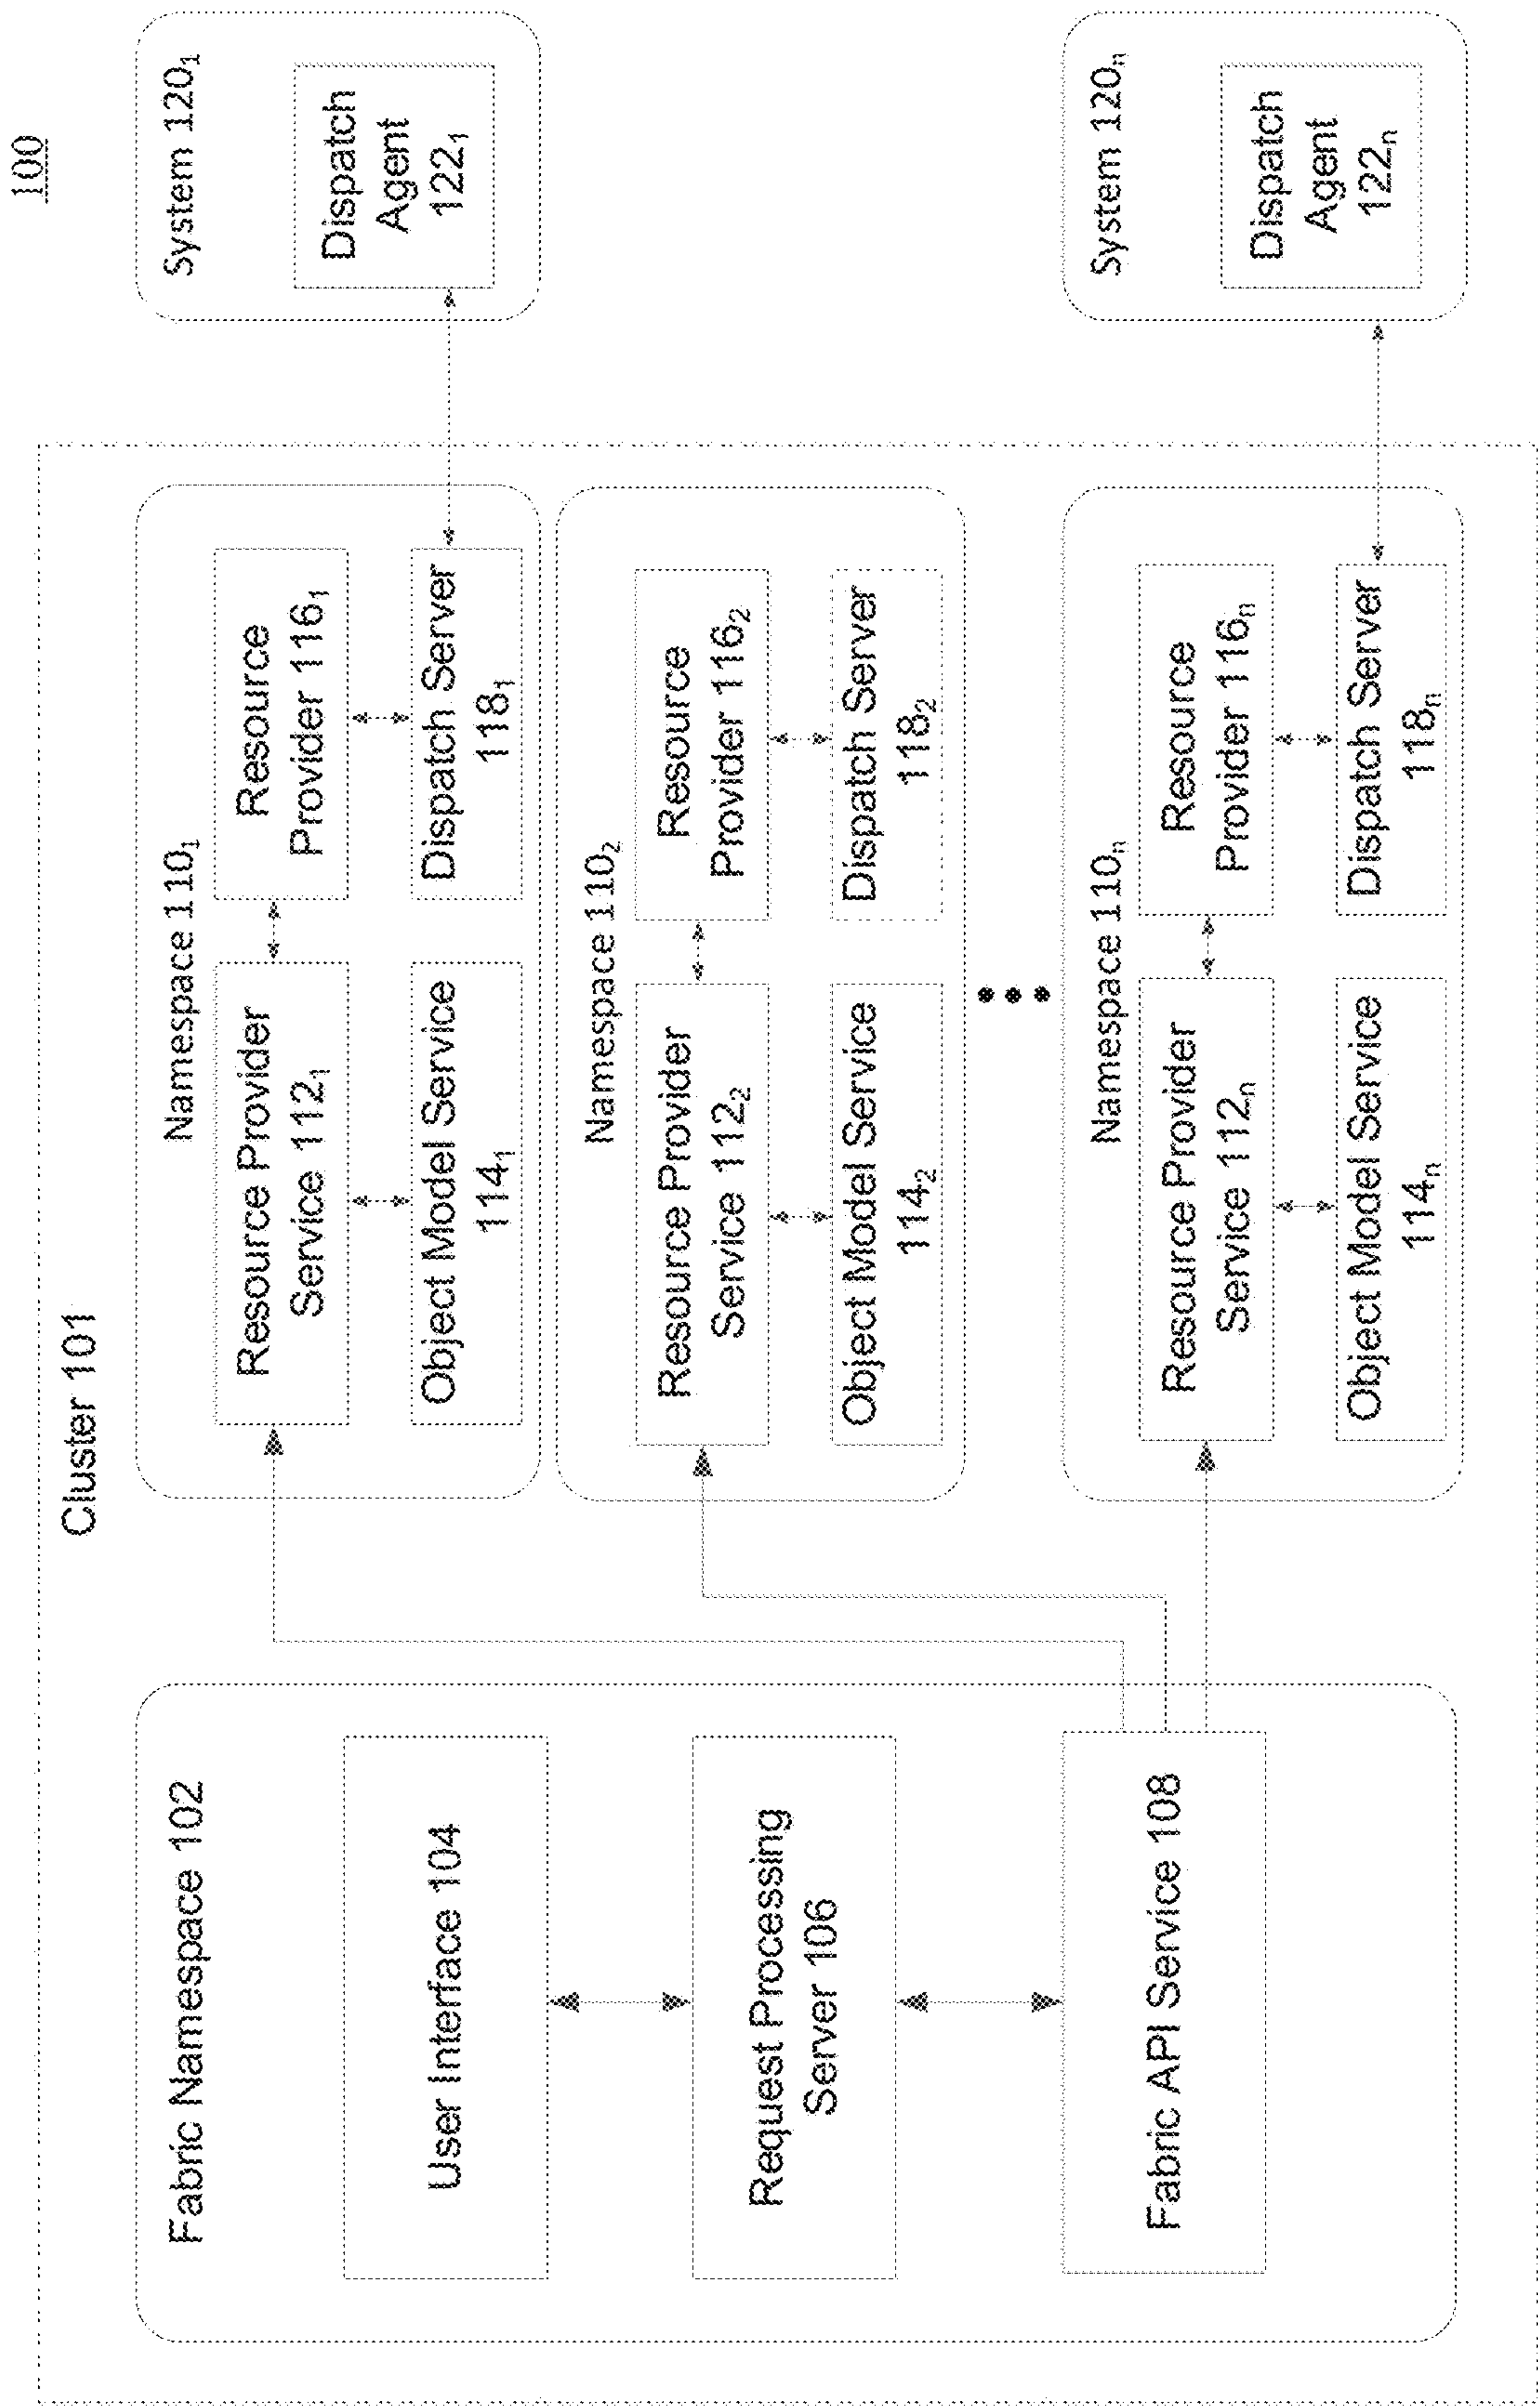 100
Cluster 101
Fabric Namespace 102
User Interface 104
Request Processing
Server 106
Fabric API Service 108
Namespace 110₁
Resource Provider
Service 112₁
Resource
Provider 116₁
Object Model Service
114₁
Dispatch Server
118₁
System 120₁
Dispatch
Agent
122₁
Namespace 110₂
Resource Provider
Service 112₂
Resource
Provider 116₂
Object Model Service
114₂
Dispatch Server
118₂
Namespace 110ₙ
Resource Provider
Service 112ₙ
Resource
Provider 116ₙ
Object Model Service
114ₙ
Dispatch Server
118ₙ
System 120ₙ
Dispatch
Agent
122ₙ